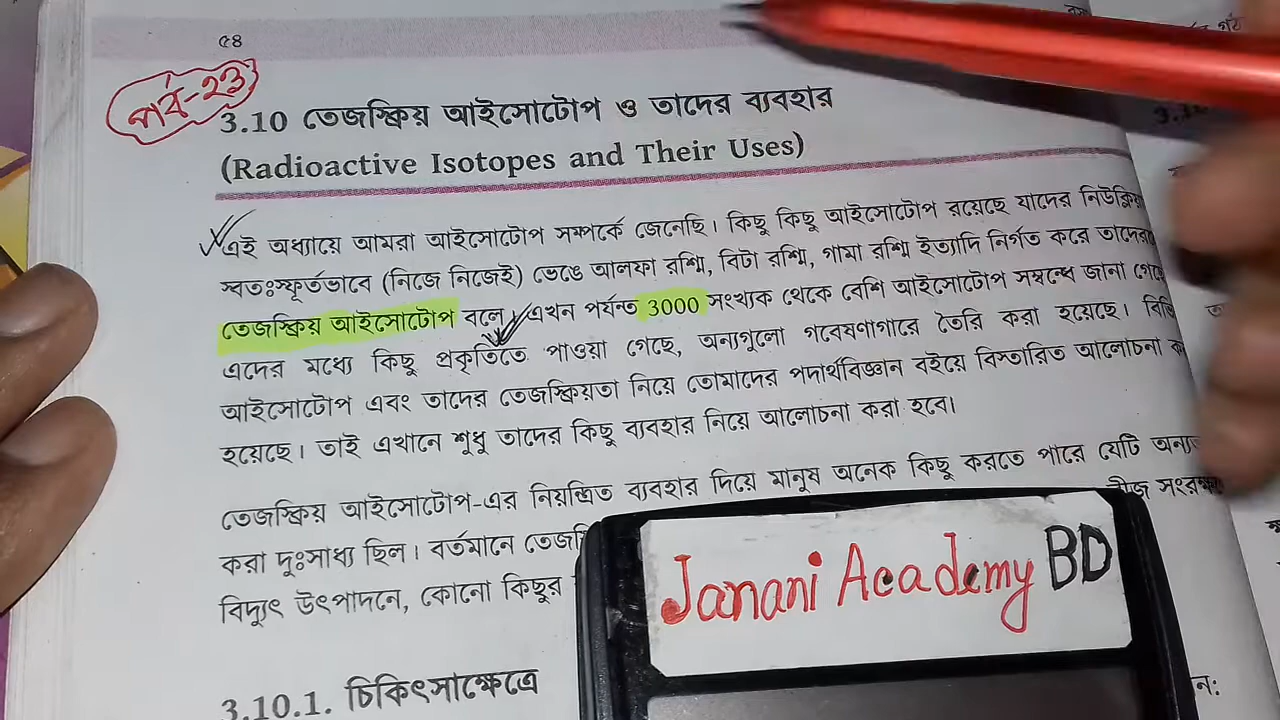 ৫৪
পর্ব-২৩
3.10 তেজস্ক্রিয় আইসোটোপ ও তাদের ব্যবহার
(Radioactive Isotopes and Their Uses)
এই অধ্যায়ে আমরা আইসোটোপ সম্পর্কে জেনেছি। কিছু কিছু আইসোটোপ রয়েছে যাদের
স্বতঃস্ফূর্তভাবে (নিজে নিজেই) ভেঙে আলফা রশ্মি, বিটা রশ্মি, গামা রশ্মি ইত্যাদি নির্গত করে
তেজস্ক্রিয় আইসোটোপ বলে। এখন পর্যন্ত 3000 সংখ্যক থেকে বেশি আইসোটোপ সম্বন্ধে জানা
এদের মধ্যে কিছু প্রকৃতিতে পাওয়া গেছে, অন্যগুলো গবেষণাগারে তৈরি করা হয়েছে।
আইসোটোপ এবং তাদের তেজস্ক্রিয়তা নিয়ে তোমাদের পদার্থবিজ্ঞান বইয়ে বিস্তারিত আলোচনা
হয়েছে। তাই এখানে শুধু তাদের কিছু ব্যবহার নিয়ে আলোচনা করা হবে।
তেজস্ক্রিয় আইসোটোপ-এর নিয়ন্ত্রিত ব্যবহার দিয়ে মানুষ অনেক কিছু করতে পারে যেটি
করা দুঃসাধ্য ছিল। বর্তমানে বীজ
বিদ্যুৎ উৎপাদনে, কোনো কিছুর
Janani Academy BD
3.10.1. চিকিৎসাক্ষেত্রে